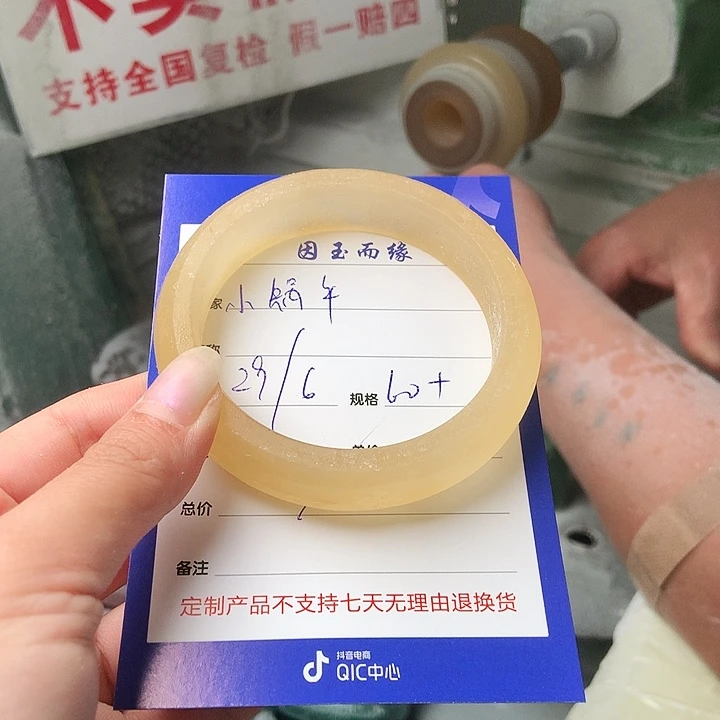 支持全国复检 假一赔四
因玉而缘
家 小蜗牛
29/6 规格 60+
总价
备注
定制产品不支持七天无理由退换货
抖音电商
QIC中心